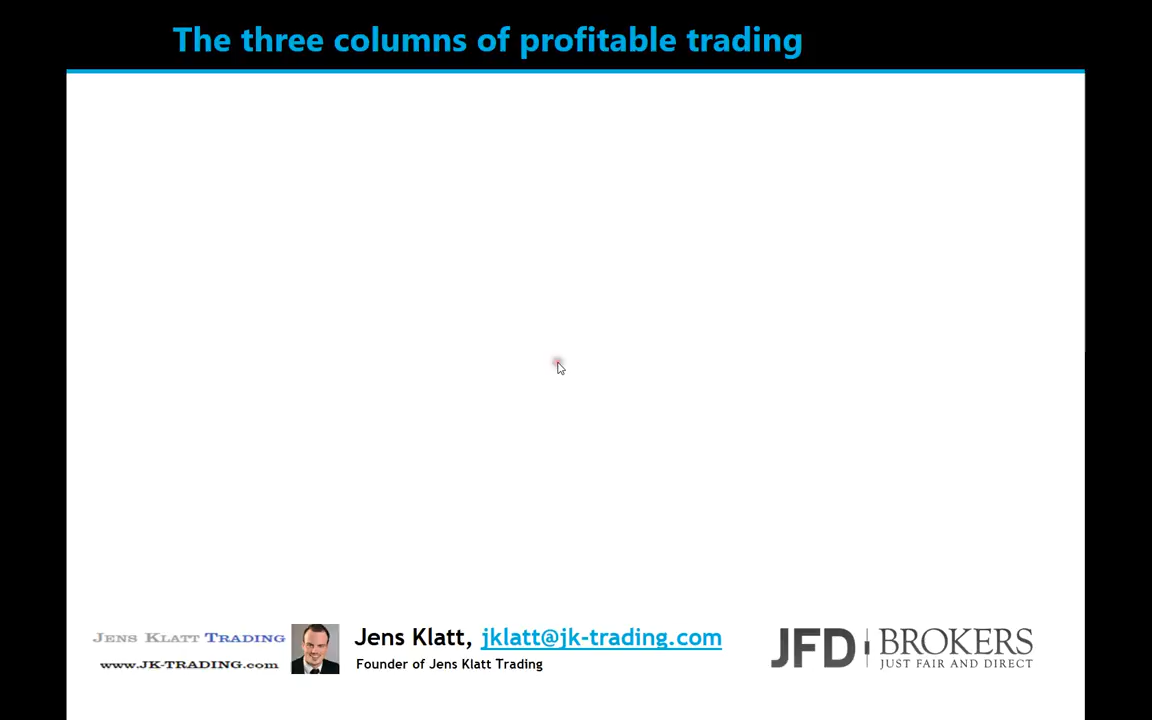 The three columns of profitable trading
JENS KLATT TRADING
www.JK-TRADING.com
Jens Klatt, jklatt@jk-trading.com
Founder of Jens Klatt Trading
JFD BROKERS
JUST FAIR AND DIRECT